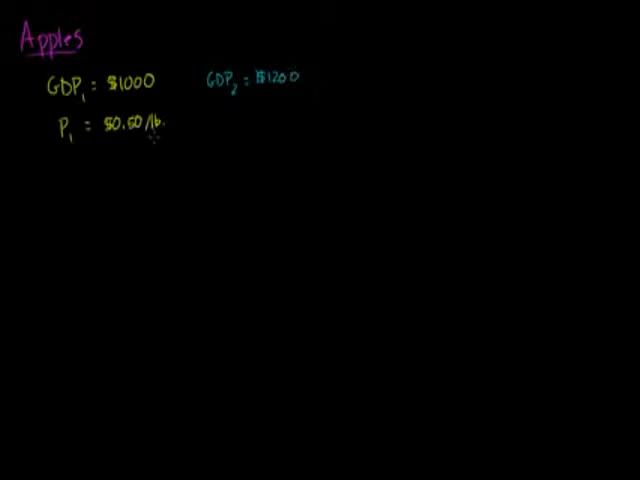 Apples
GDP₁ = $1000 GDP₂ = $1200
P₁ = $0.50/lb.